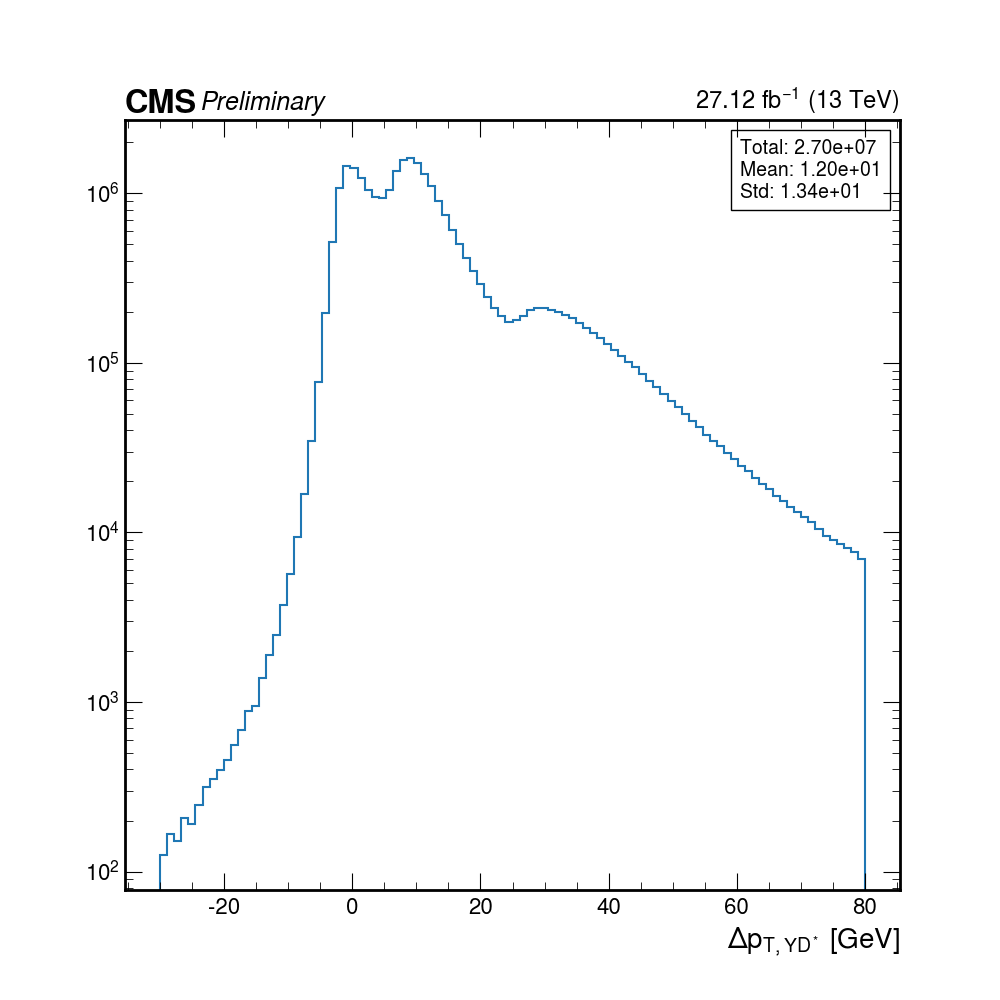 CMS Preliminary 27.12 fb⁻¹ (13 TeV)
Total: 2.70e+07
Mean: 1.20e+01
Std: 1.34e+01
10⁶
10⁵
10⁴
10³
10²
-20 0 20 40 60 80
Δp_{T, YD*} [GeV]